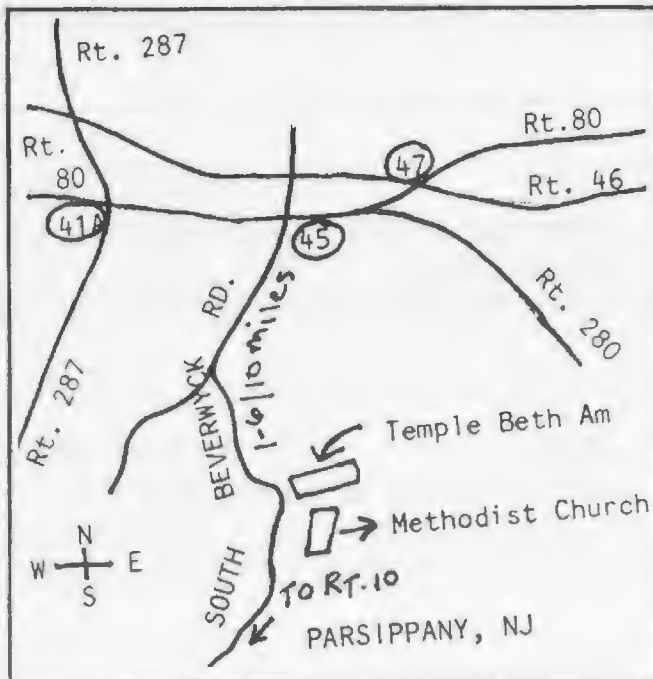 Rt. 287
Rt. 80
Rt.
80
47
Rt. 46
41A
45
RD.
1-6/10 miles
Rt. 280
Rt. 287
BEVERWYCK
Temple Beth Am
Methodist Church
N
W E
S
SOUTH
TO RT.10
PARSIPPANY, NJ